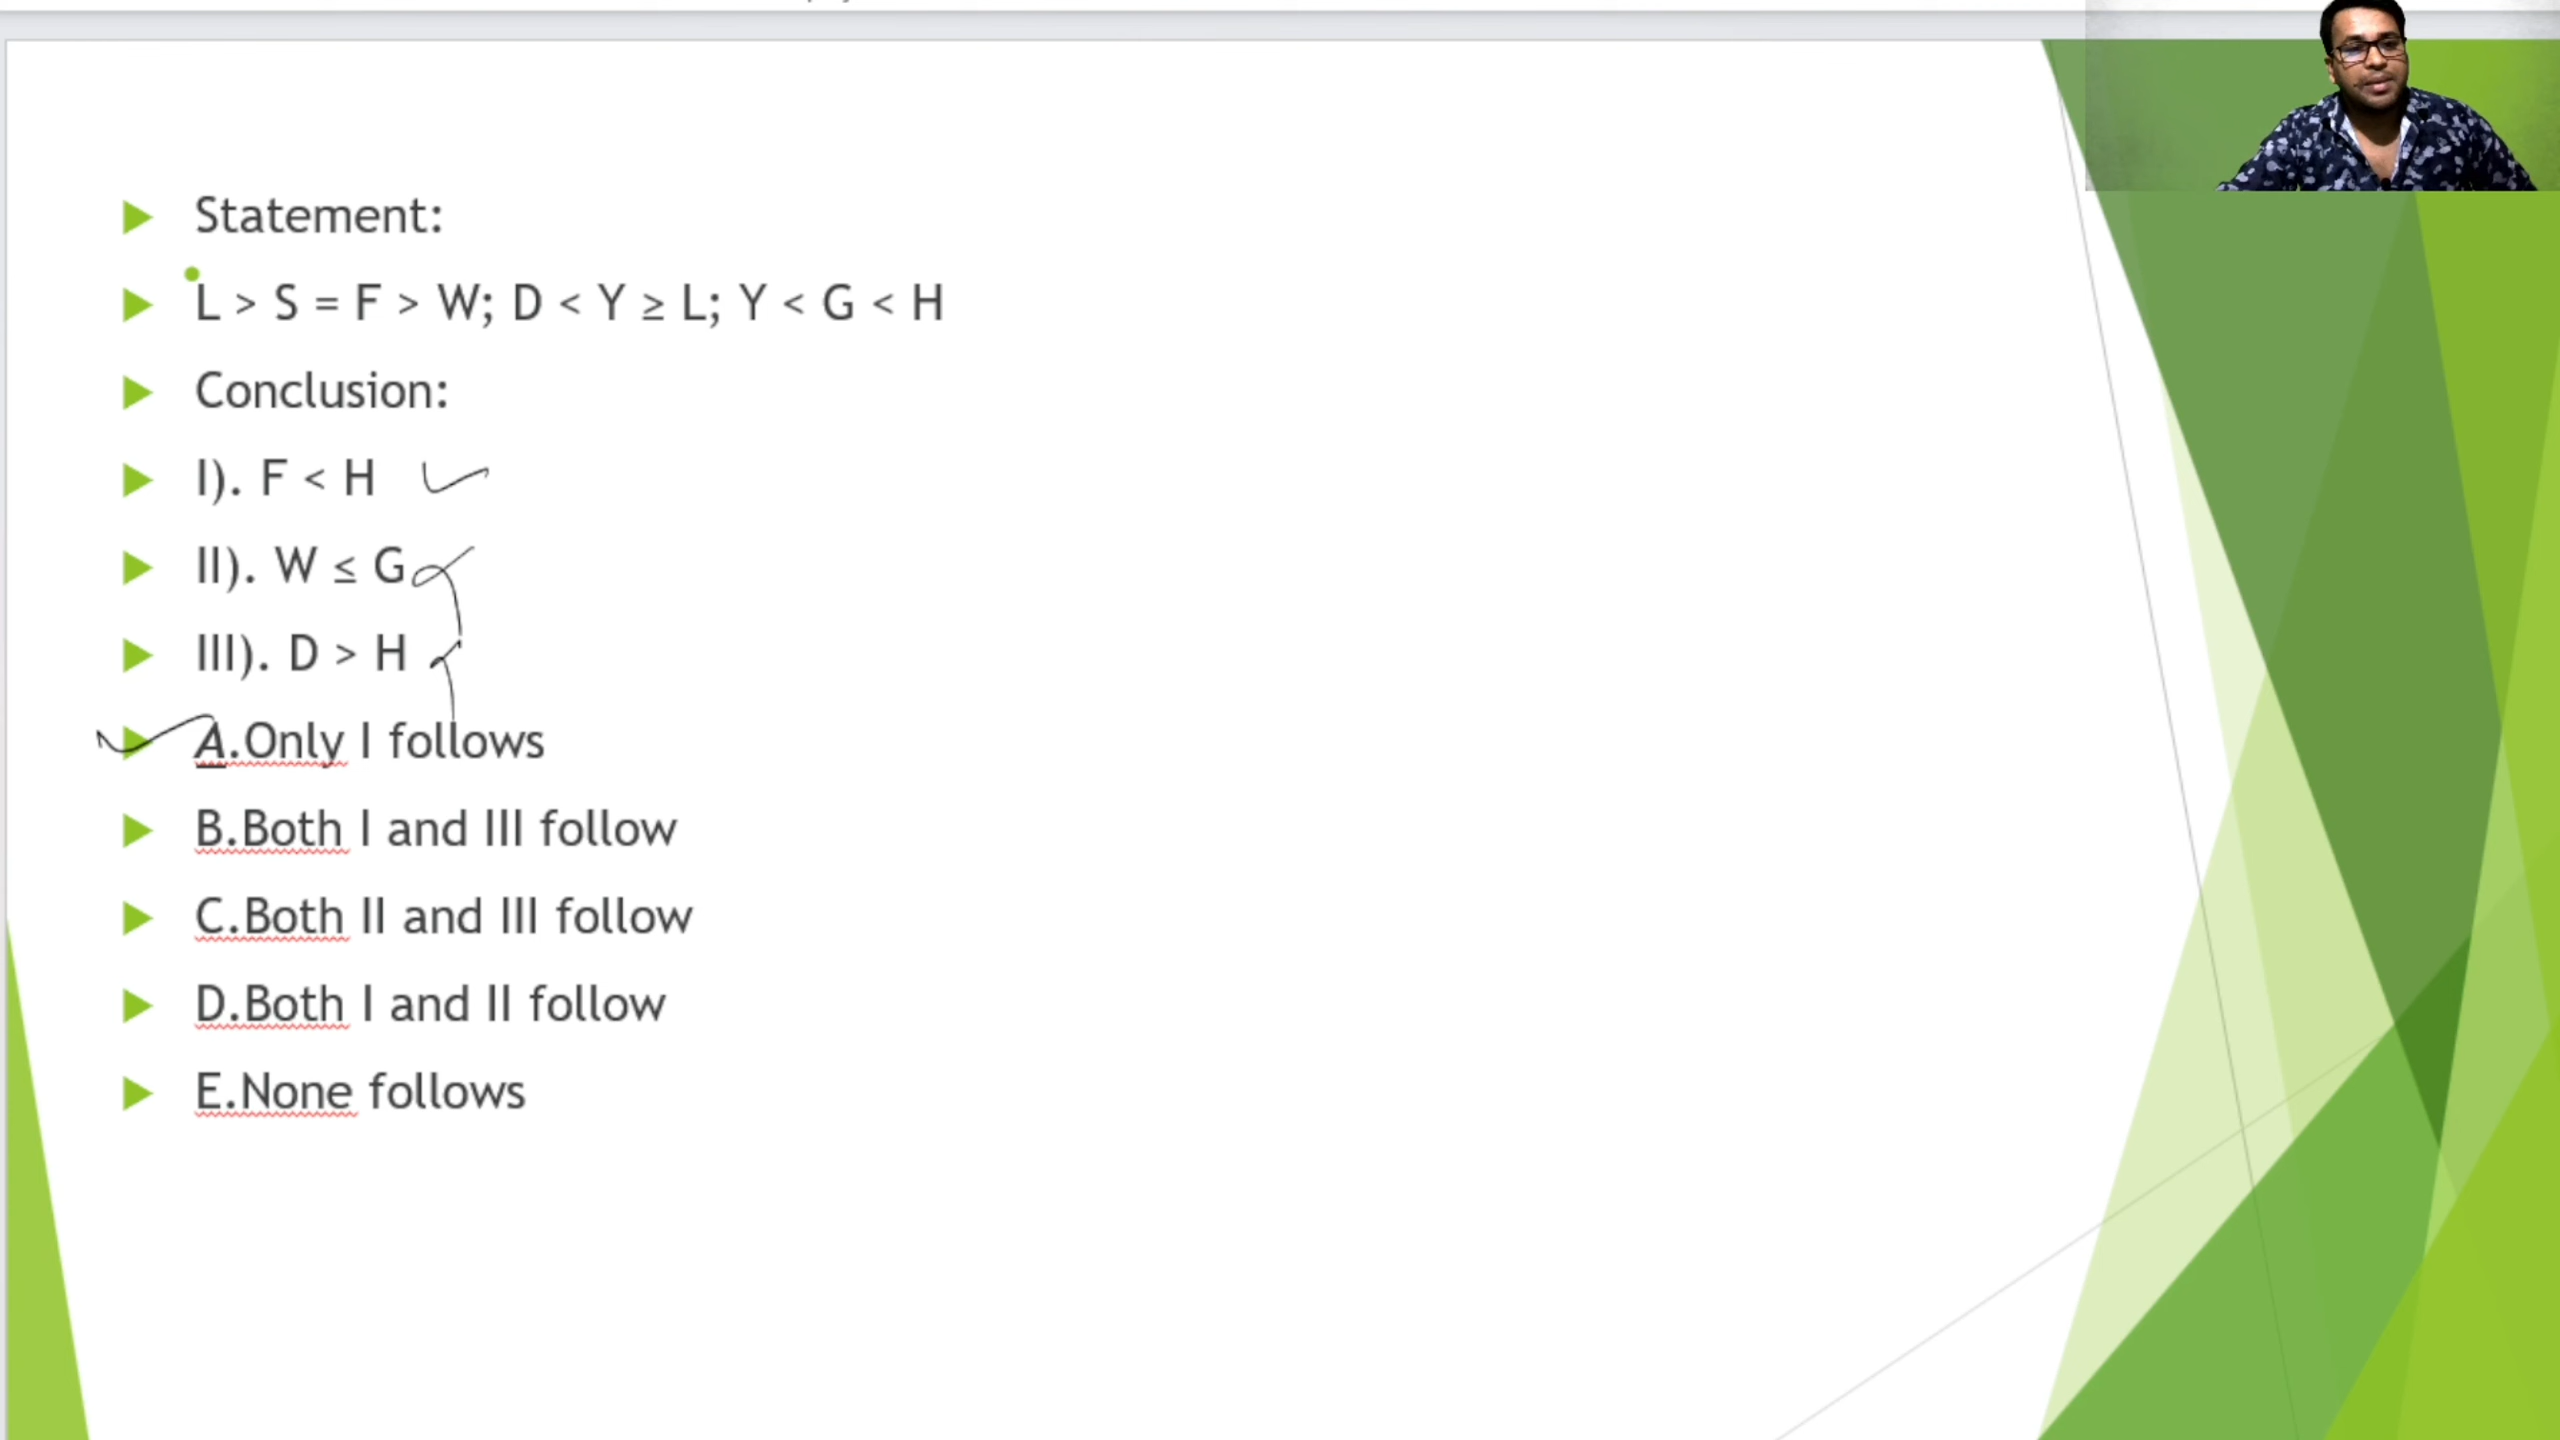 Statement:
L > S = F > W; D < Y ≥ L; Y < G < H
Conclusion:
I). F < H
II). W ≤ G
III). D > H
A.Only I follows
B.Both I and III follow
C.Both II and III follow
D.Both I and II follow
E.None follows